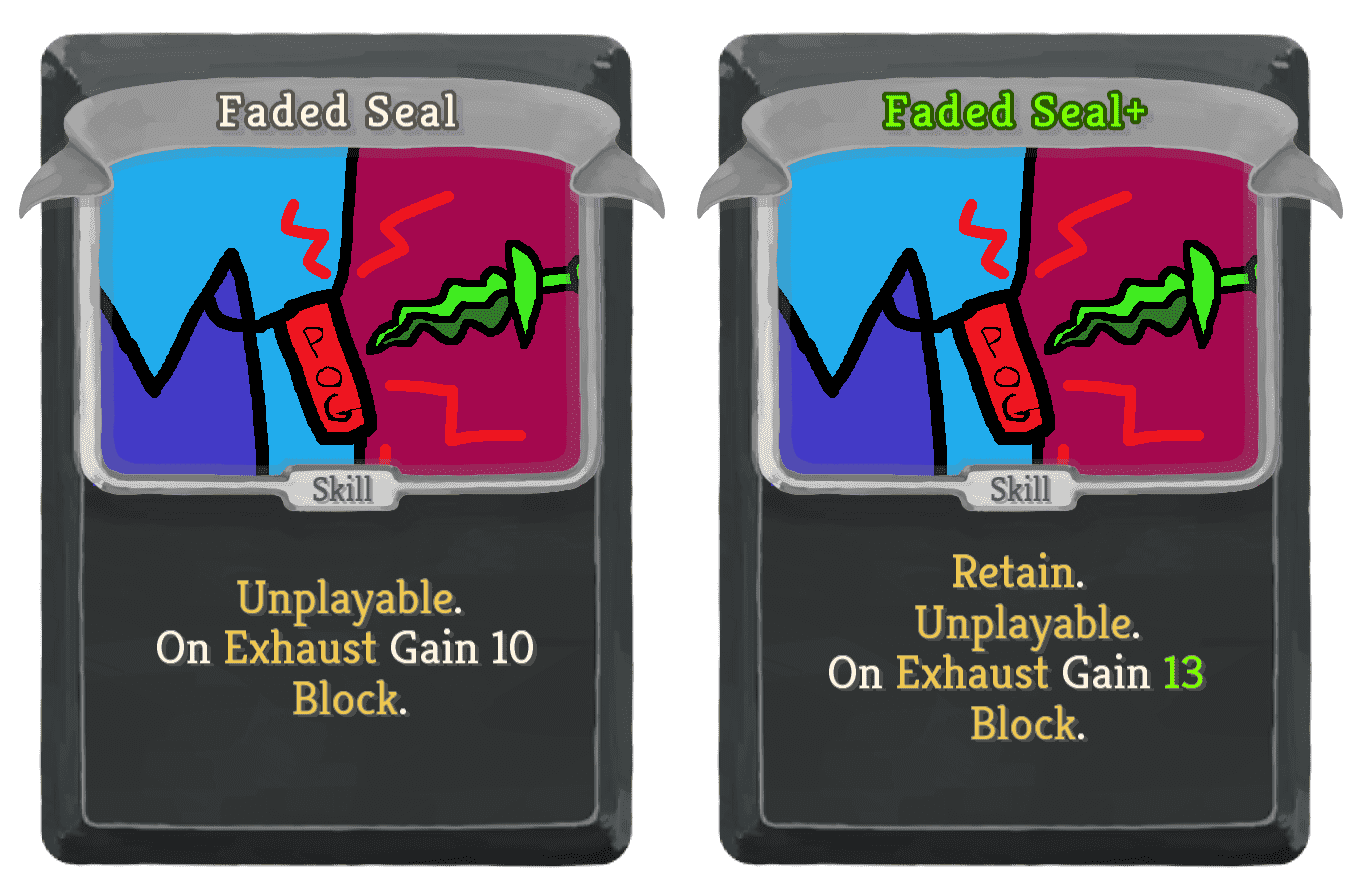 Faded Seal
POG
Skill
Unplayable.
On Exhaust Gain 10
Block.
Faded Seal+
POG
Skill
Retain.
Unplayable.
On Exhaust Gain 13
Block.